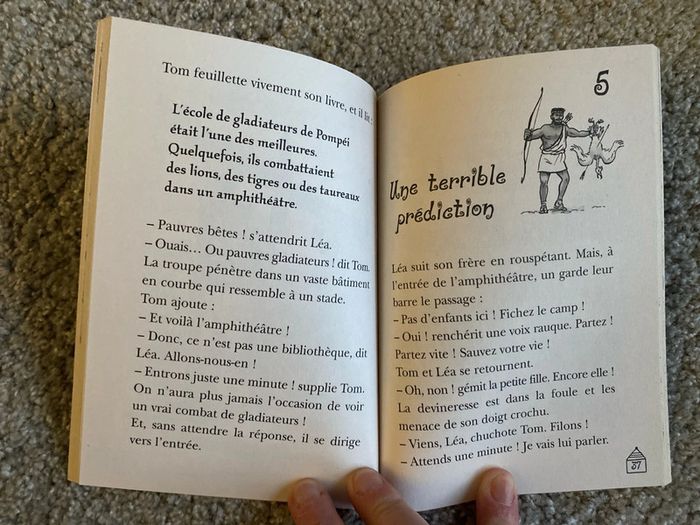 Tom feuillette vivement son livre, et il lit :
L'école de gladiateurs de Pompéi
était l'une des meilleures.
Quelquefois, ils combattaient
des lions, des tigres ou des taureaux
dans un amphithéâtre.
– Pauvres bêtes ! s'attendrit Léa.
– Ouais… Ou pauvres gladiateurs ! dit Tom.
La troupe pénètre dans un vaste bâtiment
en courbe qui ressemble à un stade.
Tom ajoute :
– Et voilà l'amphithéâtre !
– Donc, ce n'est pas une bibliothèque, dit
Léa. Allons-nous-en !
– Entrons juste une minute ! supplie Tom.
On n'aura plus jamais l'occasion de voir
un vrai combat de gladiateurs !
Et, sans attendre la réponse, il se dirige
vers l'entrée.
5
Une terrible
prédiction
Léa suit son frère en rouspétant. Mais, à
l'entrée de l'amphithéâtre, un garde leur
barre le passage :
– Pas d'enfants ici ! Fichez le camp !
– Oui ! renchérit une voix rauque. Partez !
Partez vite ! Sauvez votre vie !
Tom et Léa se retournent.
– Oh, non ! gémit la petite fille. Encore elle !
La devineresse est dans la foule et les
menace de son doigt crochu.
– Viens, Léa, chuchote Tom. Filons !
– Attends une minute ! Je vais lui parler.
37